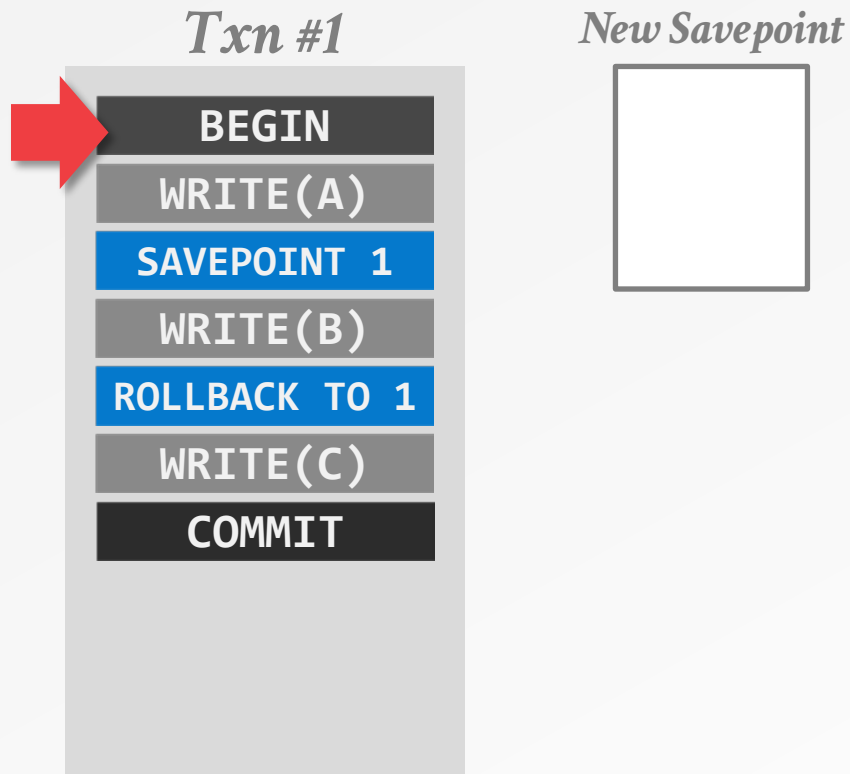 Txn #1
BEGIN
WRITE(A)
SAVEPOINT 1
WRITE(B)
ROLLBACK TO 1
WRITE(C)
COMMIT
New Savepoint